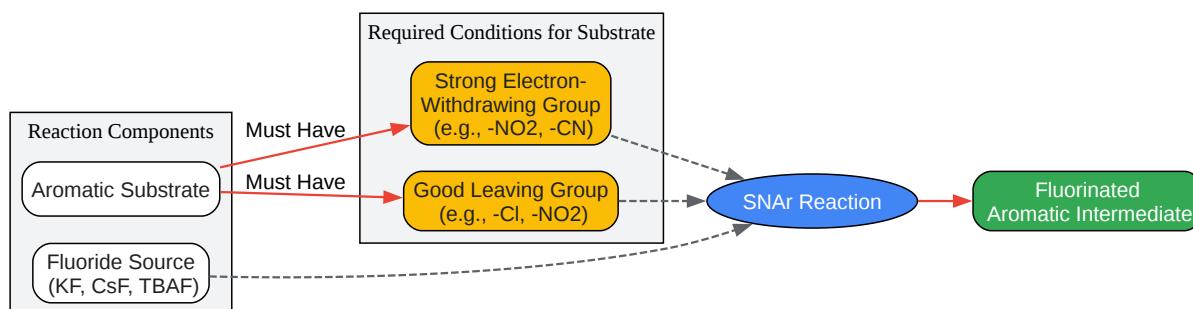 Required Conditions for Substrate
Strong Electron-
Withdrawing Group
(e.g., -NO2, -CN)
Reaction Components
Must Have
Aromatic Substrate
Must Have
Good Leaving Group
(e.g., -Cl, -NO2)
SNAr Reaction
Fluorinated
Aromatic Intermediate
Fluoride Source
(KF, CsF, TBAF)